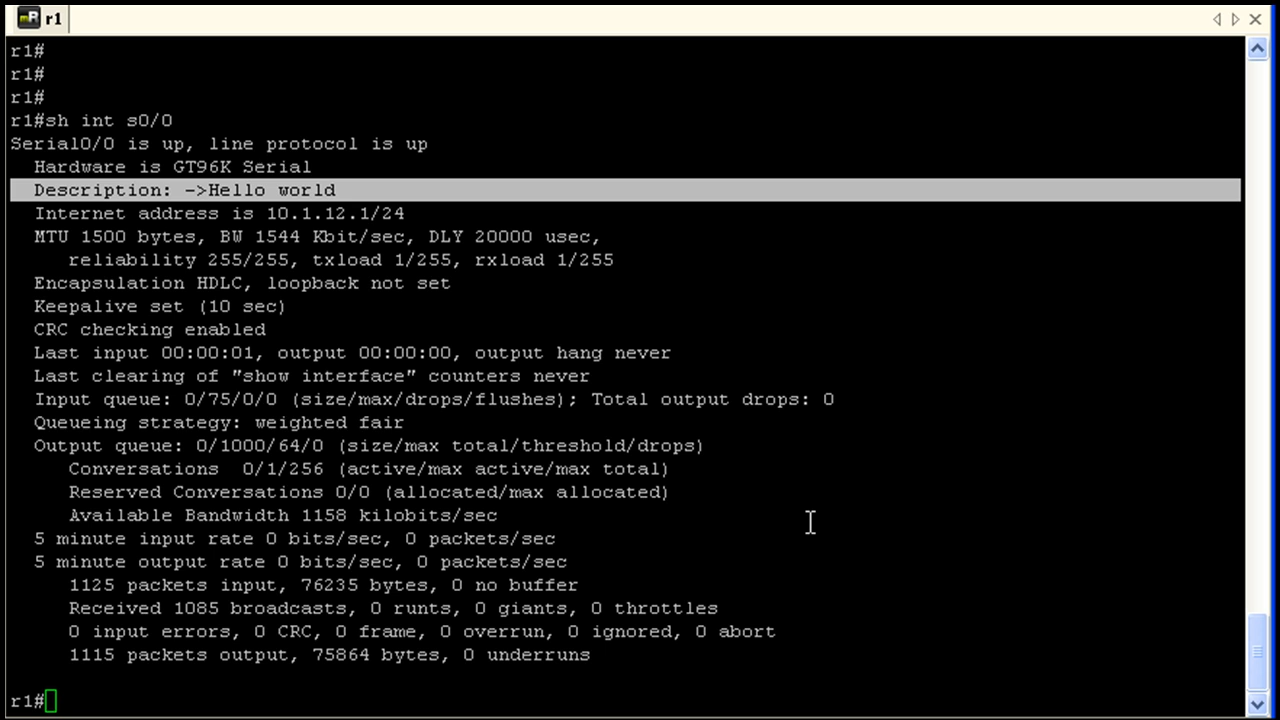 r1
r1#
r1#
r1#
r1#sh int s0/0
Serial0/0 is up, line protocol is up
  Hardware is GT96K Serial
  Description: ->Hello world
  Internet address is 10.1.12.1/24
  MTU 1500 bytes, BW 1544 Kbit/sec, DLY 20000 usec,
     reliability 255/255, txload 1/255, rxload 1/255
  Encapsulation HDLC, loopback not set
  Keepalive set (10 sec)
  CRC checking enabled
  Last input 00:00:01, output 00:00:00, output hang never
  Last clearing of "show interface" counters never
  Input queue: 0/75/0/0 (size/max/drops/flushes); Total output drops: 0
  Queueing strategy: weighted fair
  Output queue: 0/1000/64/0 (size/max total/threshold/drops)
     Conversations  0/1/256 (active/max active/max total)
     Reserved Conversations 0/0 (allocated/max allocated)
     Available Bandwidth 1158 kilobits/sec
  5 minute input rate 0 bits/sec, 0 packets/sec
  5 minute output rate 0 bits/sec, 0 packets/sec
     1125 packets input, 76235 bytes, 0 no buffer
     Received 1085 broadcasts, 0 runts, 0 giants, 0 throttles
     0 input errors, 0 CRC, 0 frame, 0 overrun, 0 ignored, 0 abort
     1115 packets output, 75864 bytes, 0 underruns
r1#